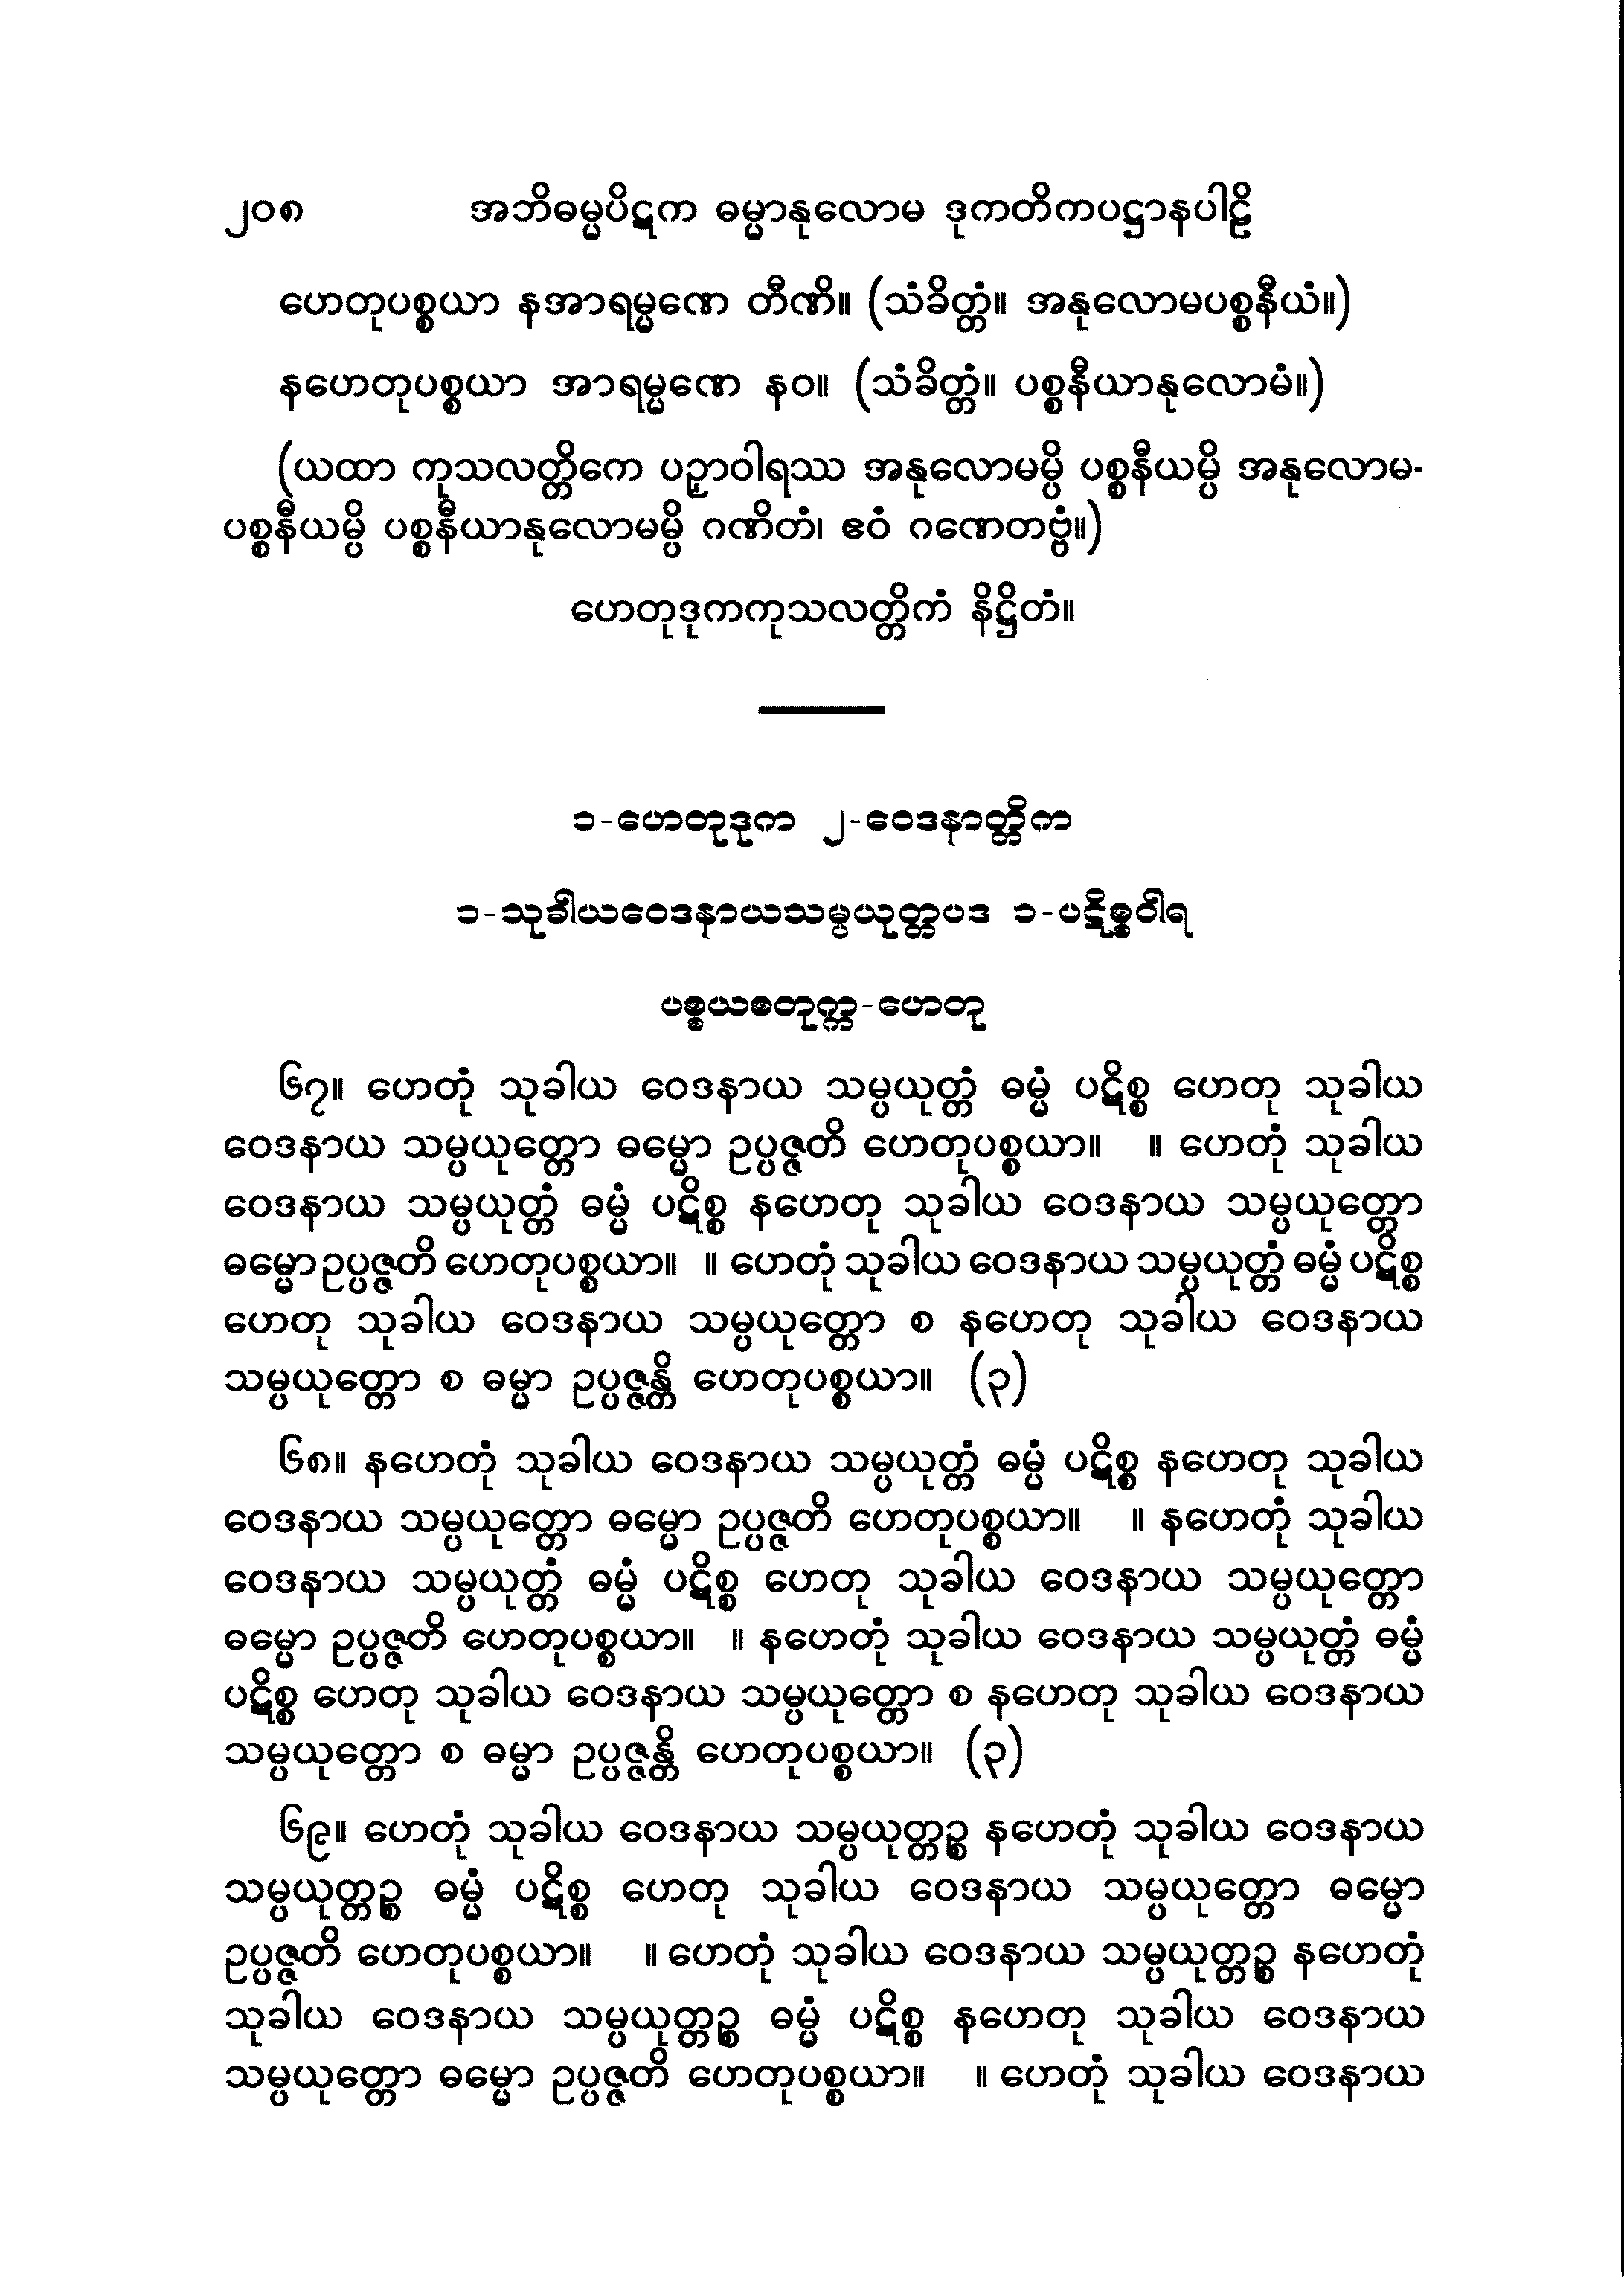 ၂၀၈ အဘိဓမ္မပိဋက ဓမ္မာနုလောမ ဒုကတိကပဋ္ဌာနပါဠိ
ဟေတုပစ္စယာ နအာရမ္မဏေ တီဏိ။ (သံခိတ္တံ။ အနုလောမပစ္စနီယံ။)
နဟေတုပစ္စယာ အာရမ္မဏေ နဝ။ (သံခိတ္တံ။ ပစ္စနီယာနုလောမံ။)
(ယထာ ကုသလတ္တိကေ ပဉှာဝါရဿ အနုလောမမ္ပိ ပစ္စနီယမ္ပိ အနုလောမ-
ပစ္စနီယမ္ပိ ပစ္စနီယာနုလောမမ္ပိ ဂဏိတံ၊ ဧဝံ ဂဏေတဗ္ဗံ။)
ဟေတုဒုကကုသလတ္တိကံ နိဋ္ဌိတံ။
၁-ဟေတုဒုက ၂-ဝေဒနာတ္တိက
၁-သုခါယဝေဒနာယသမ္ပယုတ္တပဒ ၁-ပဋိစ္စဝါရ
ပစ္စယစတုက္က-ဟေတု
၆၇။ ဟေတုံ သုခါယ ဝေဒနာယ သမ္ပယုတ္တံ ဓမ္မံ ပဋိစ္စ ဟေတု သုခါယ
ဝေဒနာယ သမ္ပယုတ္တော ဓမ္မော ဥပ္ပဇ္ဇတိ ဟေတုပစ္စယာ။ ။ ဟေတုံ သုခါယ
ဝေဒနာယ သမ္ပယုတ္တံ ဓမ္မံ ပဋိစ္စ နဟေတု သုခါယ ဝေဒနာယ သမ္ပယုတ္တော
ဓမ္မော ဥပ္ပဇ္ဇတိ ဟေတုပစ္စယာ။ ။ ဟေတုံ သုခါယ ဝေဒနာယ သမ္ပယုတ္တံ ဓမ္မံ ပဋိစ္စ
ဟေတု သုခါယ ဝေဒနာယ သမ္ပယုတ္တော စ နဟေတု သုခါယ ဝေဒနာယ
သမ္ပယုတ္တော စ ဓမ္မာ ဥပ္ပဇ္ဇန္တိ ဟေတုပစ္စယာ။ (၃)
၆၈။ နဟေတုံ သုခါယ ဝေဒနာယ သမ္ပယုတ္တံ ဓမ္မံ ပဋိစ္စ နဟေတု သုခါယ
ဝေဒနာယ သမ္ပယုတ္တော ဓမ္မော ဥပ္ပဇ္ဇတိ ဟေတုပစ္စယာ။ ။ နဟေတုံ သုခါယ
ဝေဒနာယ သမ္ပယုတ္တံ ဓမ္မံ ပဋိစ္စ ဟေတု သုခါယ ဝေဒနာယ သမ္ပယုတ္တော
ဓမ္မော ဥပ္ပဇ္ဇတိ ဟေတုပစ္စယာ။ ။ နဟေတုံ သုခါယ ဝေဒနာယ သမ္ပယုတ္တံ ဓမ္မံ
ပဋိစ္စ ဟေတု သုခါယ ဝေဒနာယ သမ္ပယုတ္တော စ နဟေတု သုခါယ ဝေဒနာယ
သမ္ပယုတ္တော စ ဓမ္မာ ဥပ္ပဇ္ဇန္တိ ဟေတုပစ္စယာ။ (၃)
၆၉။ ဟေတုံ သုခါယ ဝေဒနာယ သမ္ပယုတ္တဉ္စ နဟေတုံ သုခါယ ဝေဒနာယ
သမ္ပယုတ္တဉ္စ ဓမ္မံ ပဋိစ္စ ဟေတု သုခါယ ဝေဒနာယ သမ္ပယုတ္တော ဓမ္မော
ဥပ္ပဇ္ဇတိ ဟေတုပစ္စယာ။ ။ ဟေတုံ သုခါယ ဝေဒနာယ သမ္ပယုတ္တဉ္စ နဟေတုံ
သုခါယ ဝေဒနာယ သမ္ပယုတ္တဉ္စ ဓမ္မံ ပဋိစ္စ နဟေတု သုခါယ ဝေဒနာယ
သမ္ပယုတ္တော ဓမ္မော ဥပ္ပဇ္ဇတိ ဟေတုပစ္စယာ။ ။ ဟေတုံ သုခါယ ဝေဒနာယ